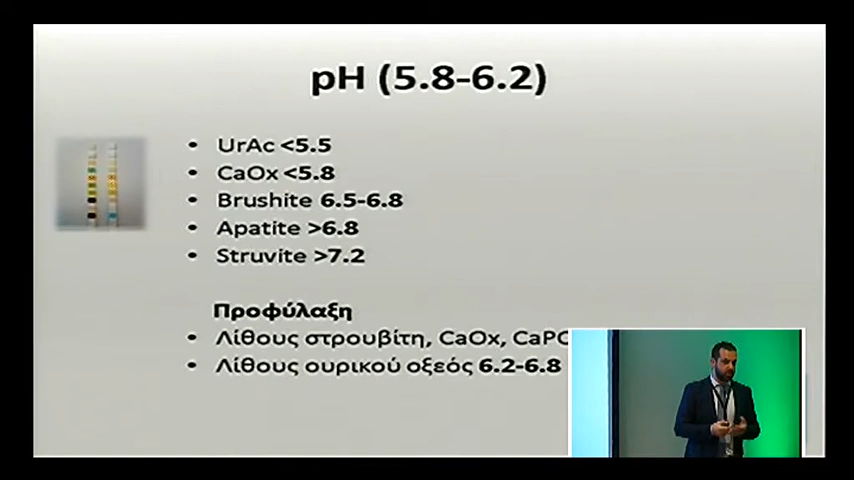 pH (5.8-6.2)
• UrAc <5.5
• CaOx <5.8
• Brushite 6.5-6.8
• Apatite >6.8
• Struvite >7.2
Προφύλαξη
• Λίθους στρουβίτη, CaOx,
• Λίθους ουρικού οξεός 6.2-6.8